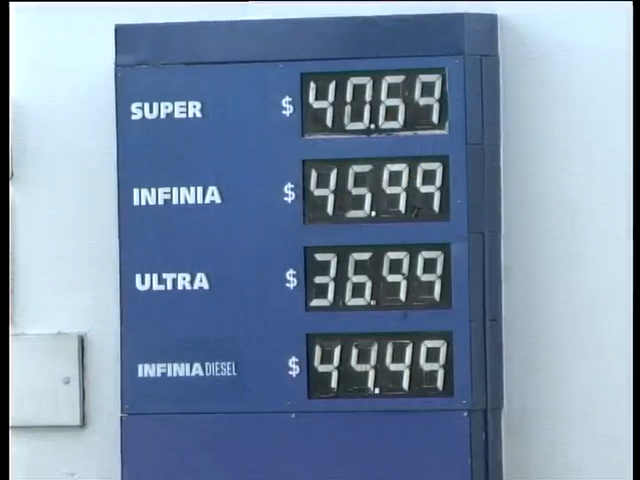 SUPER $ 40.69
INFINIA $ 45.99
ULTRA $ 36.99
INFINIA DIESEL $ 44.49